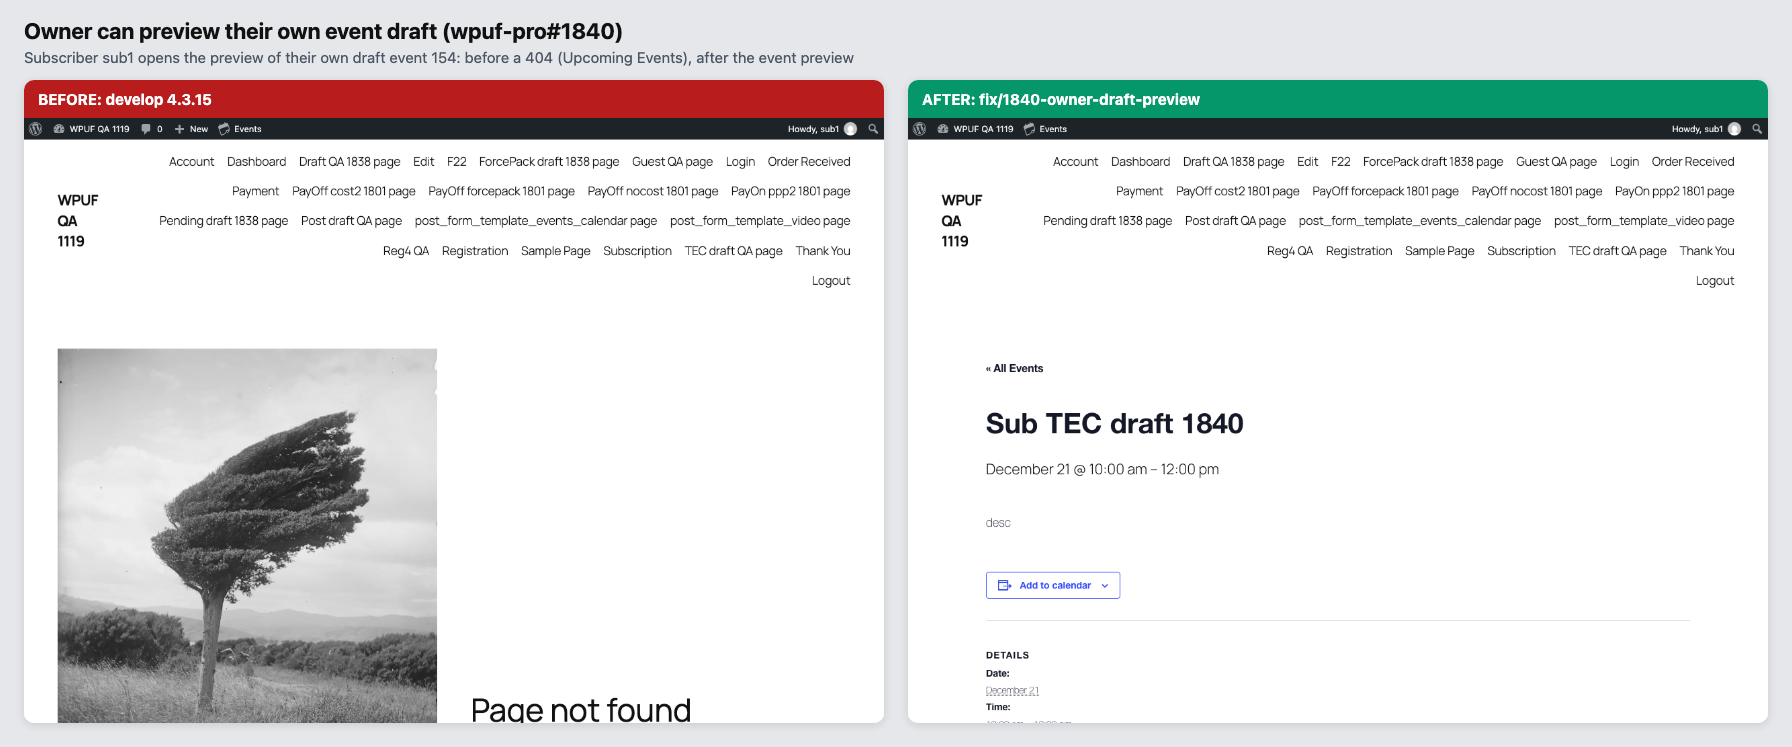 Owner can preview their own event draft (wpuf-pro#1840)
Subscriber sub1 opens the preview of their own draft event 154: before a 404 (Upcoming Events), after the event preview
BEFORE: develop 4.3.15
WPUF QA 1119 0 New Events Howdy, sub1
Account Dashboard Draft QA 1838 page Edit F22 ForcePack draft 1838 page Guest QA page Login Order Received
Payment PayOff cost2 1801 page PayOff forcepack 1801 page PayOff nocost 1801 page PayOn ppp2 1801 page
WPUF
QA
1119
Pending draft 1838 page Post draft QA page post_form_template_events_calendar page post_form_template_video page
Reg4 QA Registration Sample Page Subscription TEC draft QA page Thank You
Logout
Page not found
AFTER: fix/1840-owner-draft-preview
WPUF QA 1119 Events Howdy, sub1
Account Dashboard Draft QA 1838 page Edit F22 ForcePack draft 1838 page Guest QA page Login Order Received
Payment PayOff cost2 1801 page PayOff forcepack 1801 page PayOff nocost 1801 page PayOn ppp2 1801 page
WPUF
QA
1119
Pending draft 1838 page Post draft QA page post_form_template_events_calendar page post_form_template_video page
Reg4 QA Registration Sample Page Subscription TEC draft QA page Thank You
Logout
« All Events
Sub TEC draft 1840
December 21 @ 10:00 am – 12:00 pm
desc
Add to calendar
DETAILS
Date:
December 21
Time: